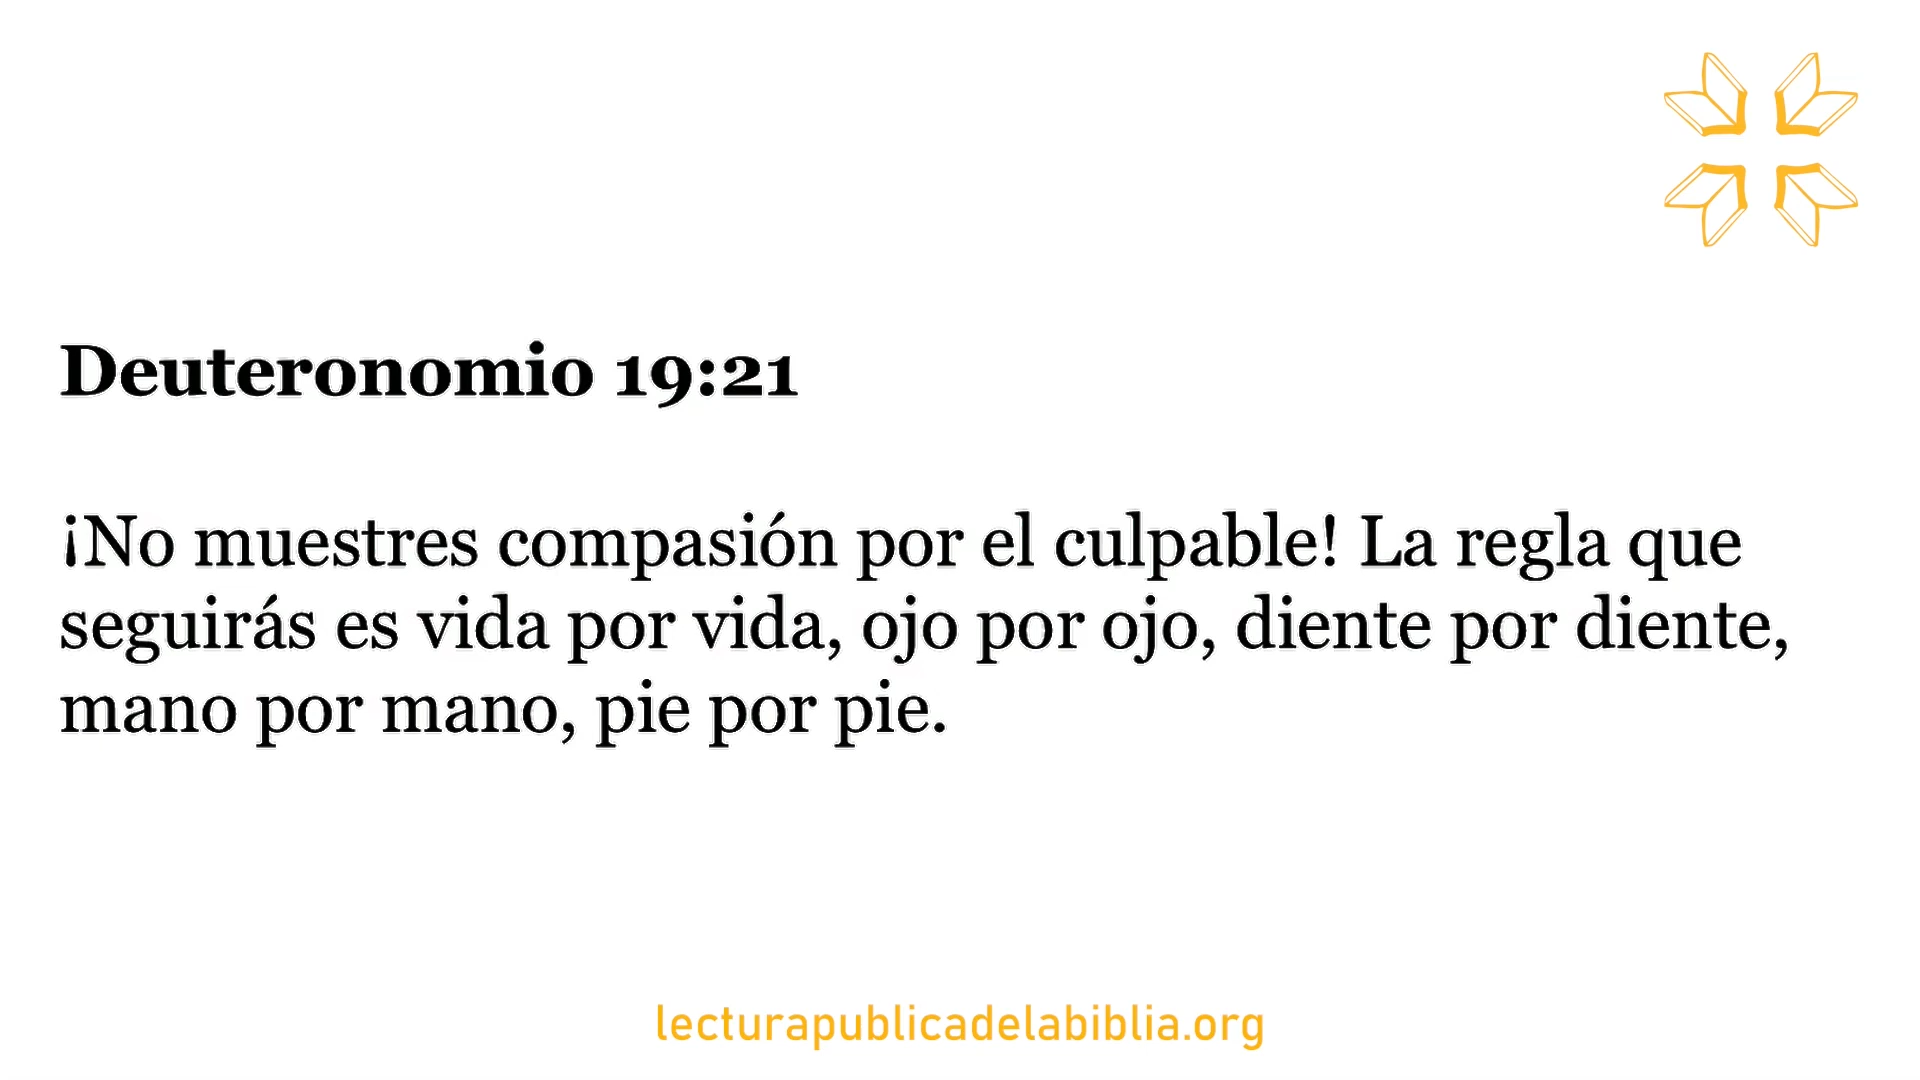 Deuteronomio 19:21
¡No muestres compasión por el culpable! La regla que
seguirás es vida por vida, ojo por ojo, diente por diente,
mano por mano, pie por pie.
lecturapublicadelabiblia.org